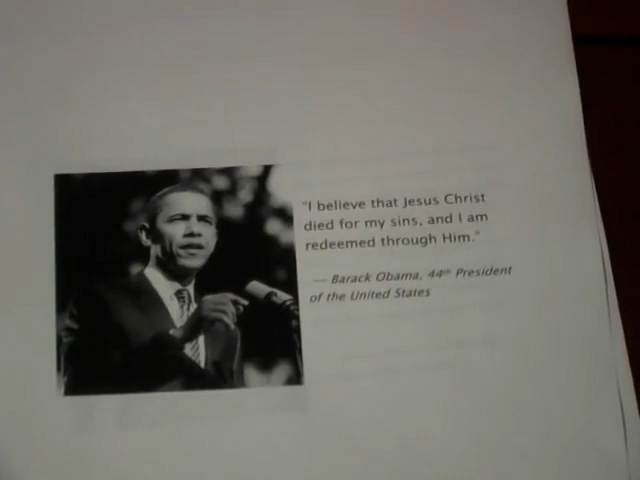 "I believe that Jesus Christ
died for my sins, and I am
redeemed through Him."
— Barack Obama, 44th President
of the United States